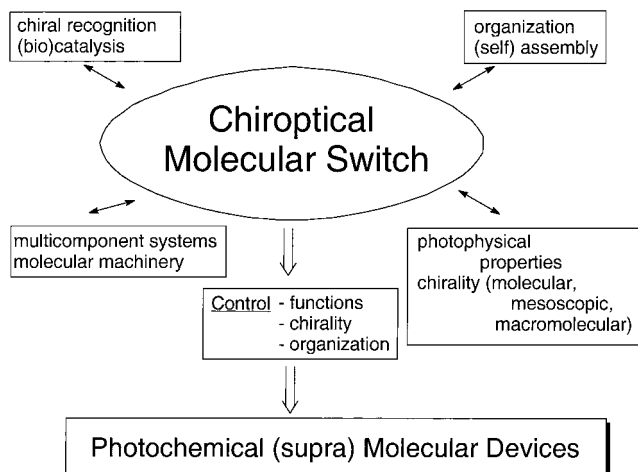 chiral recognition
(bio)catalysis
organization
(self) assembly
Chiroptical
Molecular Switch
multicomponent systems
molecular machinery
photophysical
properties
chirality (molecular,
mesoscopic,
macromolecular)
Control - functions
- chirality
- organization
Photochemical (supra) Molecular Devices